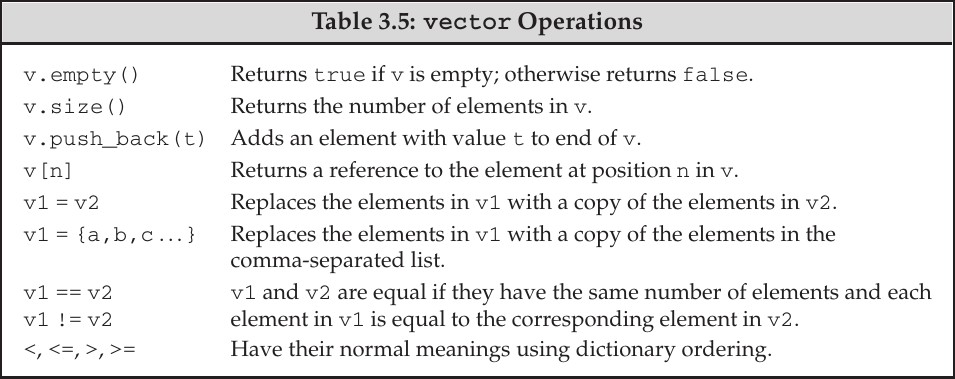 Table 3.5: vector Operations
v.empty() Returns true if v is empty; otherwise returns false.
v.size() Returns the number of elements in v.
v.push_back(t) Adds an element with value t to end of v.
v[n] Returns a reference to the element at position n in v.
v1 = v2 Replaces the elements in v1 with a copy of the elements in v2.
v1 = {a,b,c...} Replaces the elements in v1 with a copy of the elements in the
comma-separated list.
v1 == v2 v1 and v2 are equal if they have the same number of elements and each
v1 != v2 element in v1 is equal to the corresponding element in v2.
<, <=, >, >= Have their normal meanings using dictionary ordering.